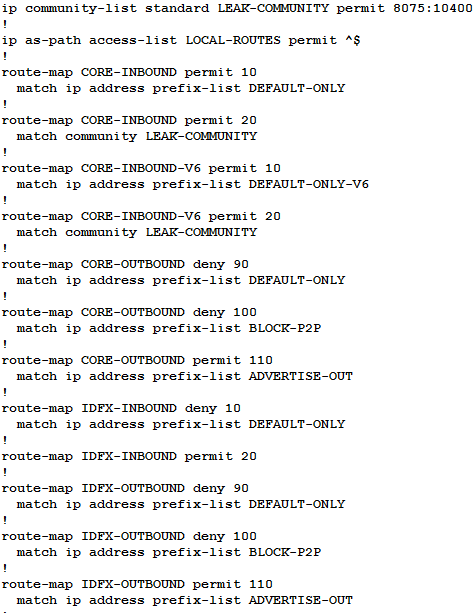 ip community-list standard LEAK-COMMUNITY permit 8075:10400
!
ip as-path access-list LOCAL-ROUTES permit ^$
!
route-map CORE-INBOUND permit 10
  match ip address prefix-list DEFAULT-ONLY
!
route-map CORE-INBOUND permit 20
  match community LEAK-COMMUNITY
!
route-map CORE-INBOUND-V6 permit 10
  match ip address prefix-list DEFAULT-ONLY-V6
!
route-map CORE-INBOUND-V6 permit 20
  match community LEAK-COMMUNITY
!
route-map CORE-OUTBOUND deny 90
  match ip address prefix-list DEFAULT-ONLY
!
route-map CORE-OUTBOUND deny 100
  match ip address prefix-list BLOCK-P2P
!
route-map CORE-OUTBOUND permit 110
  match ip address prefix-list ADVERTISE-OUT
!
route-map IDFX-INBOUND deny 10
  match ip address prefix-list DEFAULT-ONLY
!
route-map IDFX-INBOUND permit 20
!
route-map IDFX-OUTBOUND deny 90
  match ip address prefix-list DEFAULT-ONLY
!
route-map IDFX-OUTBOUND deny 100
  match ip address prefix-list BLOCK-P2P
!
route-map IDFX-OUTBOUND permit 110
  match ip address prefix-list ADVERTISE-OUT
!